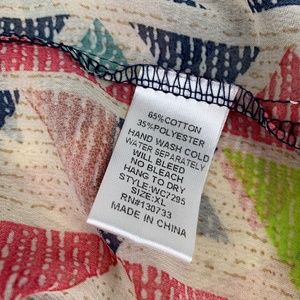 65%COTTON
35%POLYESTER
HAND WASH COLD
WATER SEPARATELY
WILL BLEED
NO BLEACH
HANG TO DRY
STYLE:WC7295
SIZE:XL
RN#130733
MADE IN CHINA